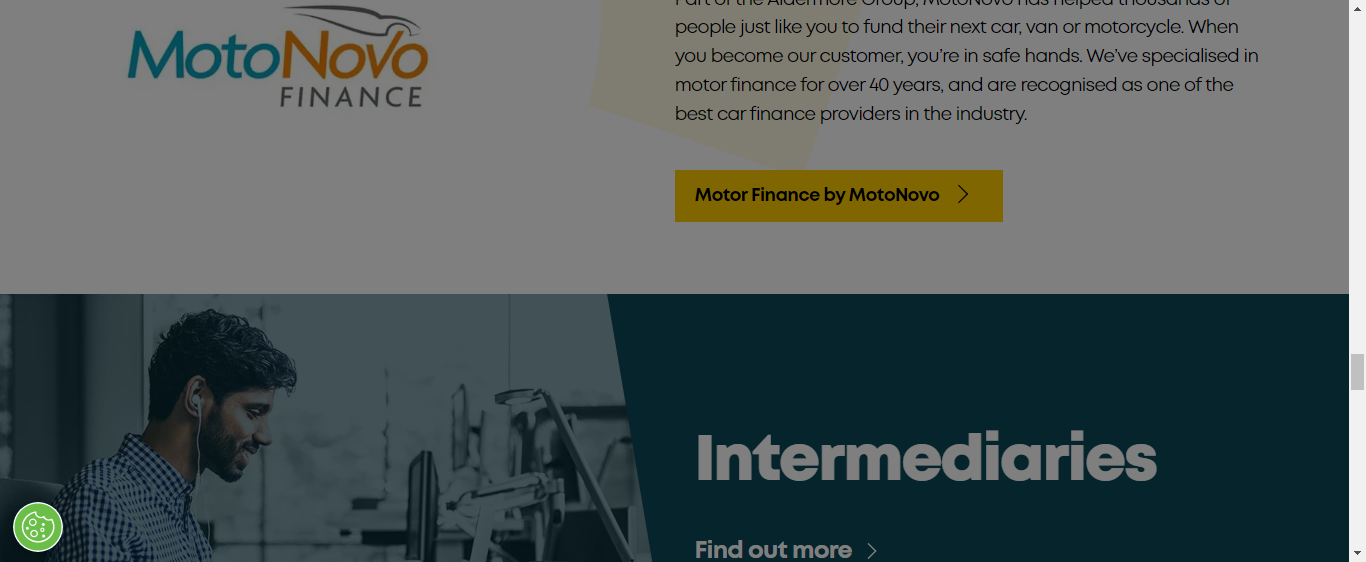 MotoNovo
FINANCE
Part of the Aldermore Group, MotoNovo has helped thousands of
people just like you to fund their next car, van or motorcycle. When
you become our customer, you're in safe hands. We've specialised in
motor finance for over 40 years, and are recognised as one of the
best car finance providers in the industry.
Motor Finance by MotoNovo
Intermediaries
Find out more